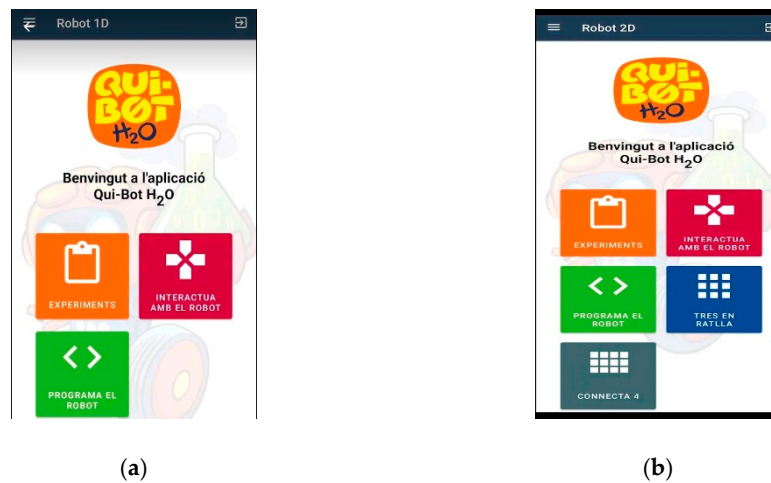 Robot 1D
QUI-
BOT
H2O
Benvingut a l'aplicació
Qui-Bot H2O
EXPERIMENTS
INTERACTUA
AMB EL ROBOT
PROGRAMA EL
ROBOT
(a)
Robot 2D
QUI-
BOT
H2O
Benvingut a l'aplicació
Qui-Bot H2O
EXPERIMENTS
INTERACTUA
AMB EL ROBOT
PROGRAMA EL
ROBOT
TRES EN
RATLLA
CONNECTA 4
(b)